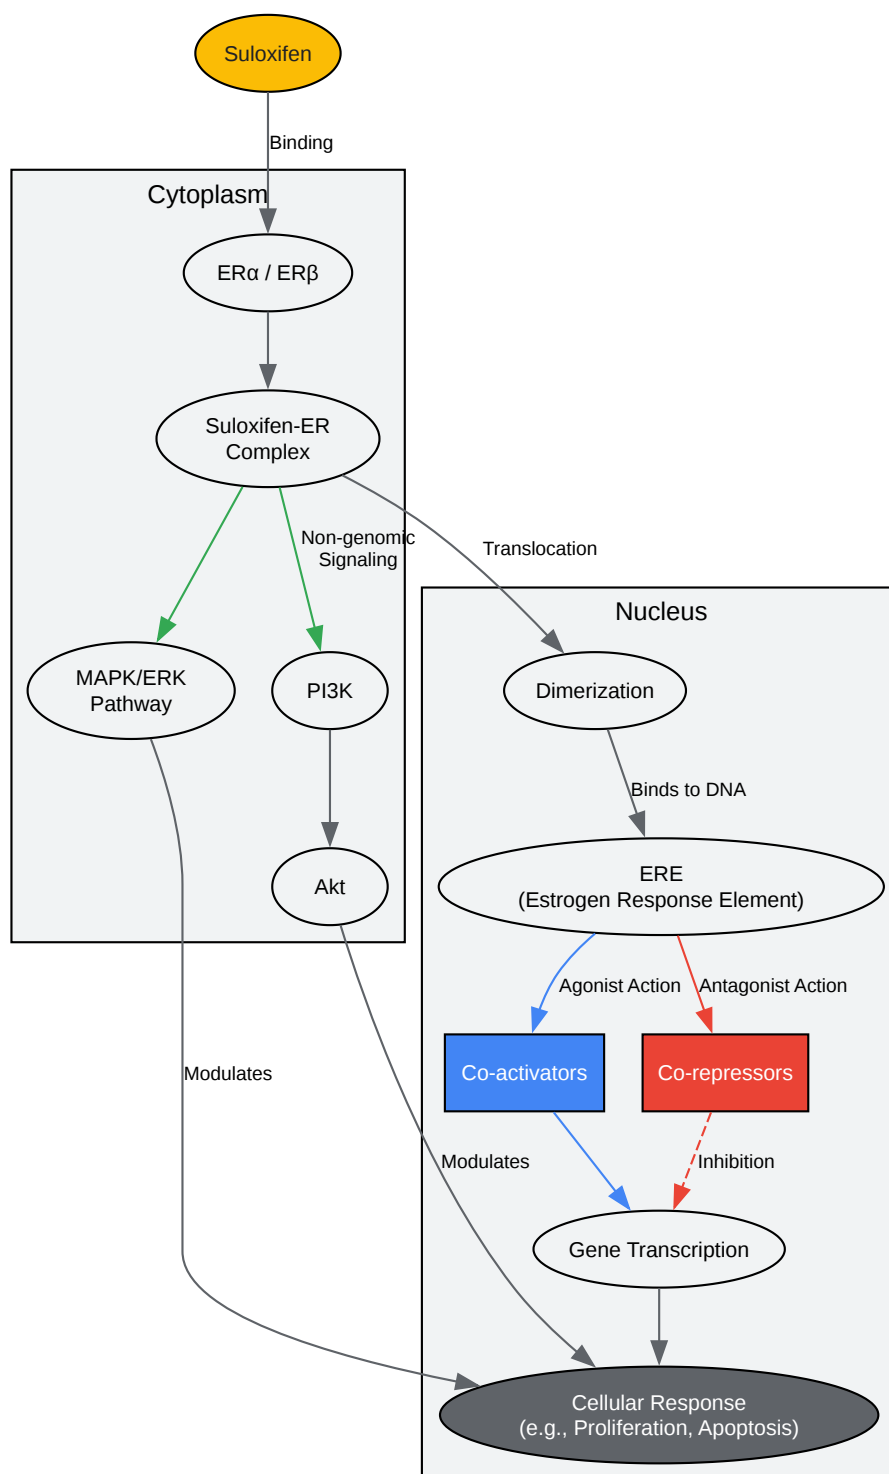 Suloxifen
Binding
Cytoplasm
ERα / ERβ
Suloxifen-ER
Complex
Non-genomic
Signaling
Translocation
Nucleus
MAPK/ERK
Pathway
PI3K
Dimerization
Binds to DNA
Akt
ERE
(Estrogen Response Element)
Agonist Action
Antagonist Action
Co-activators
Co-repressors
Modulates
Modulates
Inhibition
Gene Transcription
Cellular Response
(e.g., Proliferation, Apoptosis)